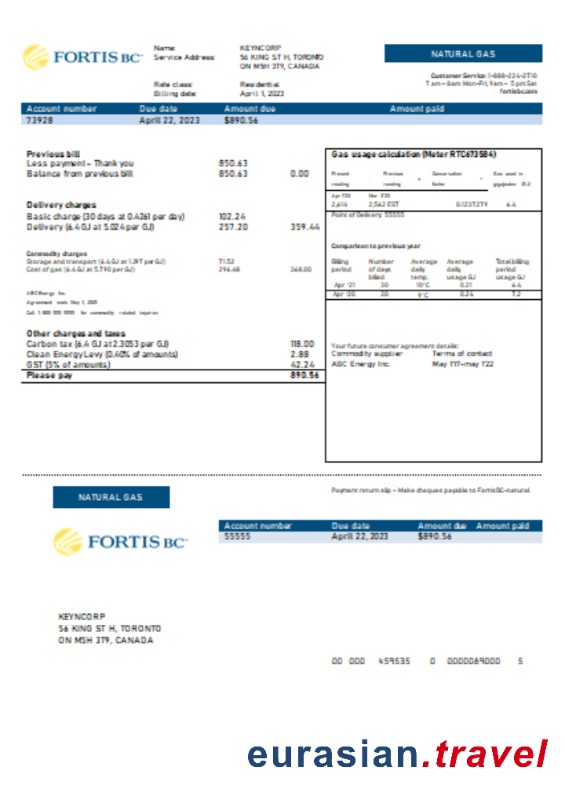 FORTIS BC
Name: KEYNCORP
Service Address: 56 KING ST H, TORONTO
ON M5H 3T9, CANADA
Rate class: Residential
Billing date: April 1, 2023
NATURAL GAS
Customer Service: 1-888-224-2710
7 am – 8am Mon-Fri, 9am – 5 pm Sat
fortisbc.com
Account number Due date Amount due Amount paid
73928 April 22, 2023 $890.56
Previous bill
Less payment – Thank you 850.63
Balance from previous bill 850.63 0.00
Delivery charges
Basic charge (30 days at 0.4261 per day) 102.24
Delivery (6.4 GJ at 5.024 per GJ) 257.20 359.44
Commodity charges
Storage and transport (6.4 GJ at 1.397 per GJ) 71.52
Cost of gas (6.4 GJ at 5.790 per GJ) 296.48 368.00
ABC Energy Inc.
Agreement ends May 1, 2021
Call 1 800 555 5555 for commodity related inquires
Other charges and taxes
Carbon tax (6.4 GJ at 2.3053 per GJ) 118.00
Clean Energy Levy (0.40% of amounts) 2.88
GST (5% of amounts) 42.24
Please pay 890.56
Gas usage calculation (Meter RTC673584)
Present reading - Previous reading x Conversation factor = Gas used in gigajoules
Apr 1'23 Mar 2'23
2,614 2,562 EST 0.1237279 6.4
Point of Delivery 55555
Comparison to previous year
Billing period Number of days billed Average daily temp. Average daily usage GJ Total billing period usage GJ
Apr '21 30 10°C 0.21 6.4
Apr '20 30 9°C 0.24 7.2
Your future consumer agreement details:
Commodity supplier Terms of contact
ABC Energy Inc. May 1'17-may 1'22
NATURAL GAS
Payment return slip – Make cheques payable to FortisBC-natural
FORTIS BC
Account number Due date Amount due Amount paid
55555 April 22, 2023 $890.56
KEYNCORP
56 KING ST H, TORONTO
ON M5H 3T9, CANADA
00 000 459535 0 0000089000 5
eurasian.travel